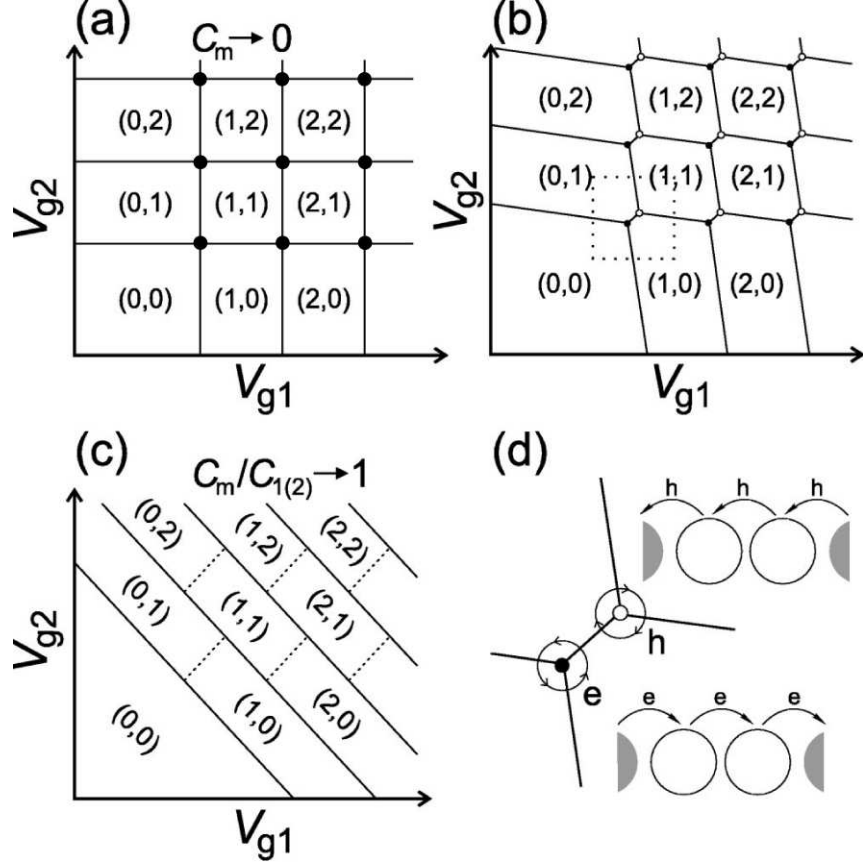 (a)
Cm→0
(0,2) (1,2) (2,2)
(0,1) (1,1) (2,1)
(0,0) (1,0) (2,0)
Vg2
Vg1
(b)
(0,2) (1,2) (2,2)
(0,1) (1,1) (2,1)
(0,0) (1,0) (2,0)
Vg2
Vg1
(c)
Cm/C1(2)→1
(0,2) (1,2) (2,2)
(0,1) (1,1) (2,1)
(0,0) (1,0) (2,0)
Vg2
Vg1
(d)
h h h
h
e
e e e